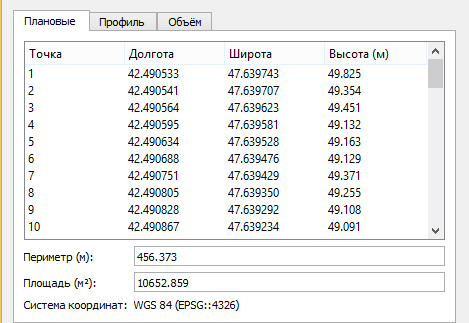 Плановые Профиль Объём
Точка Долгота Широта Высота (м)
1 42.490533 47.639743 49.825
2 42.490541 47.639707 49.354
3 42.490564 47.639623 49.451
4 42.490595 47.639581 49.132
5 42.490634 47.639528 49.163
6 42.490688 47.639476 49.129
7 42.490751 47.639429 49.371
8 42.490805 47.639350 49.255
9 42.490828 47.639292 49.108
10 42.490867 47.639234 49.091
Периметр (м): 456.373
Площадь (м²): 10652.859
Система координат: WGS 84 (EPSG::4326)